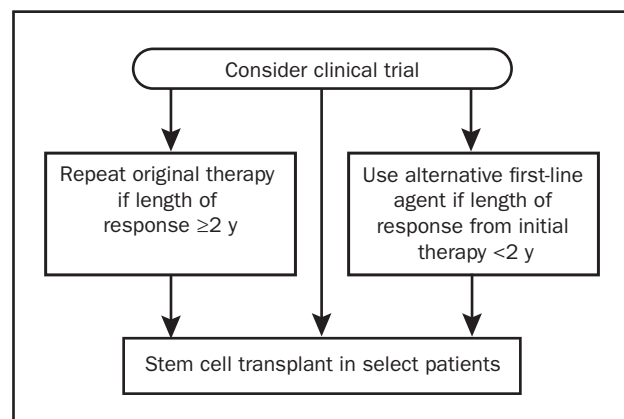 Consider clinical trial
Repeat original therapy
if length of
response ≥2 y
Use alternative first-line
agent if length of
response from initial
therapy <2 y
Stem cell transplant in select patients